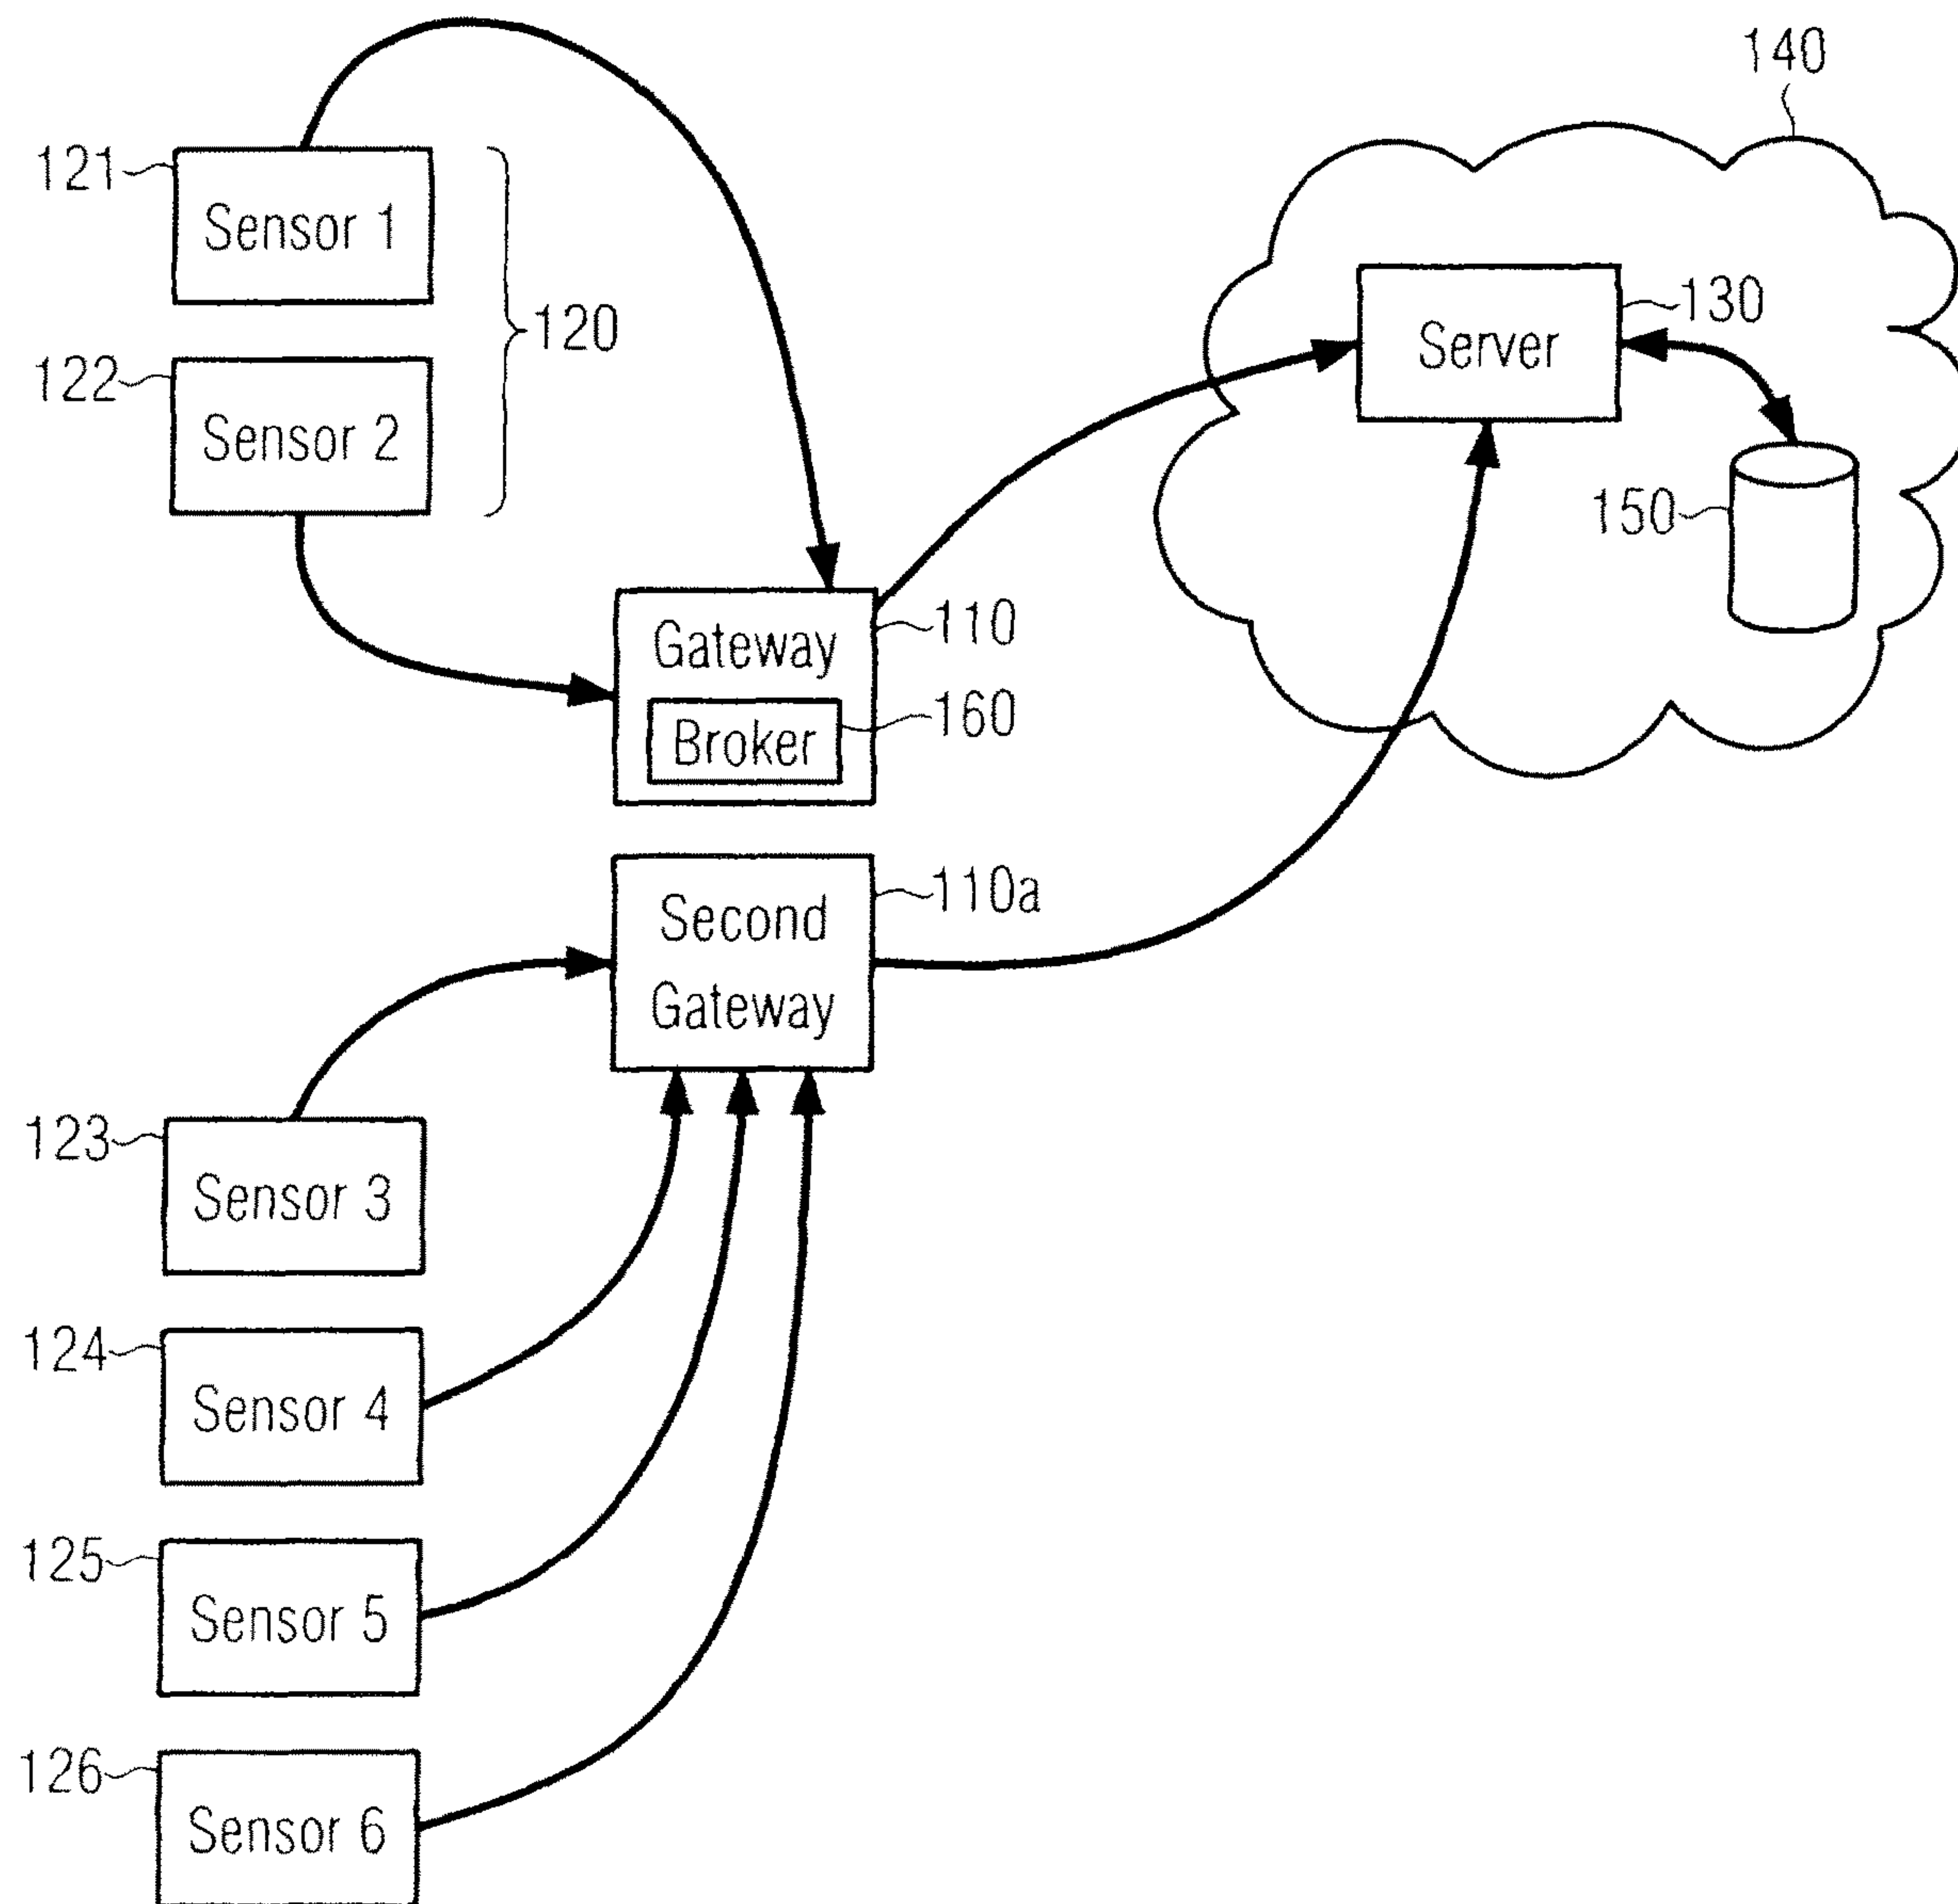 140
121
Sensor 1
120
122
Sensor 2
130
Server
150
Gateway
110
160
Broker
110a
Second
Gateway
123
Sensor 3
124
Sensor 4
125
Sensor 5
126
Sensor 6